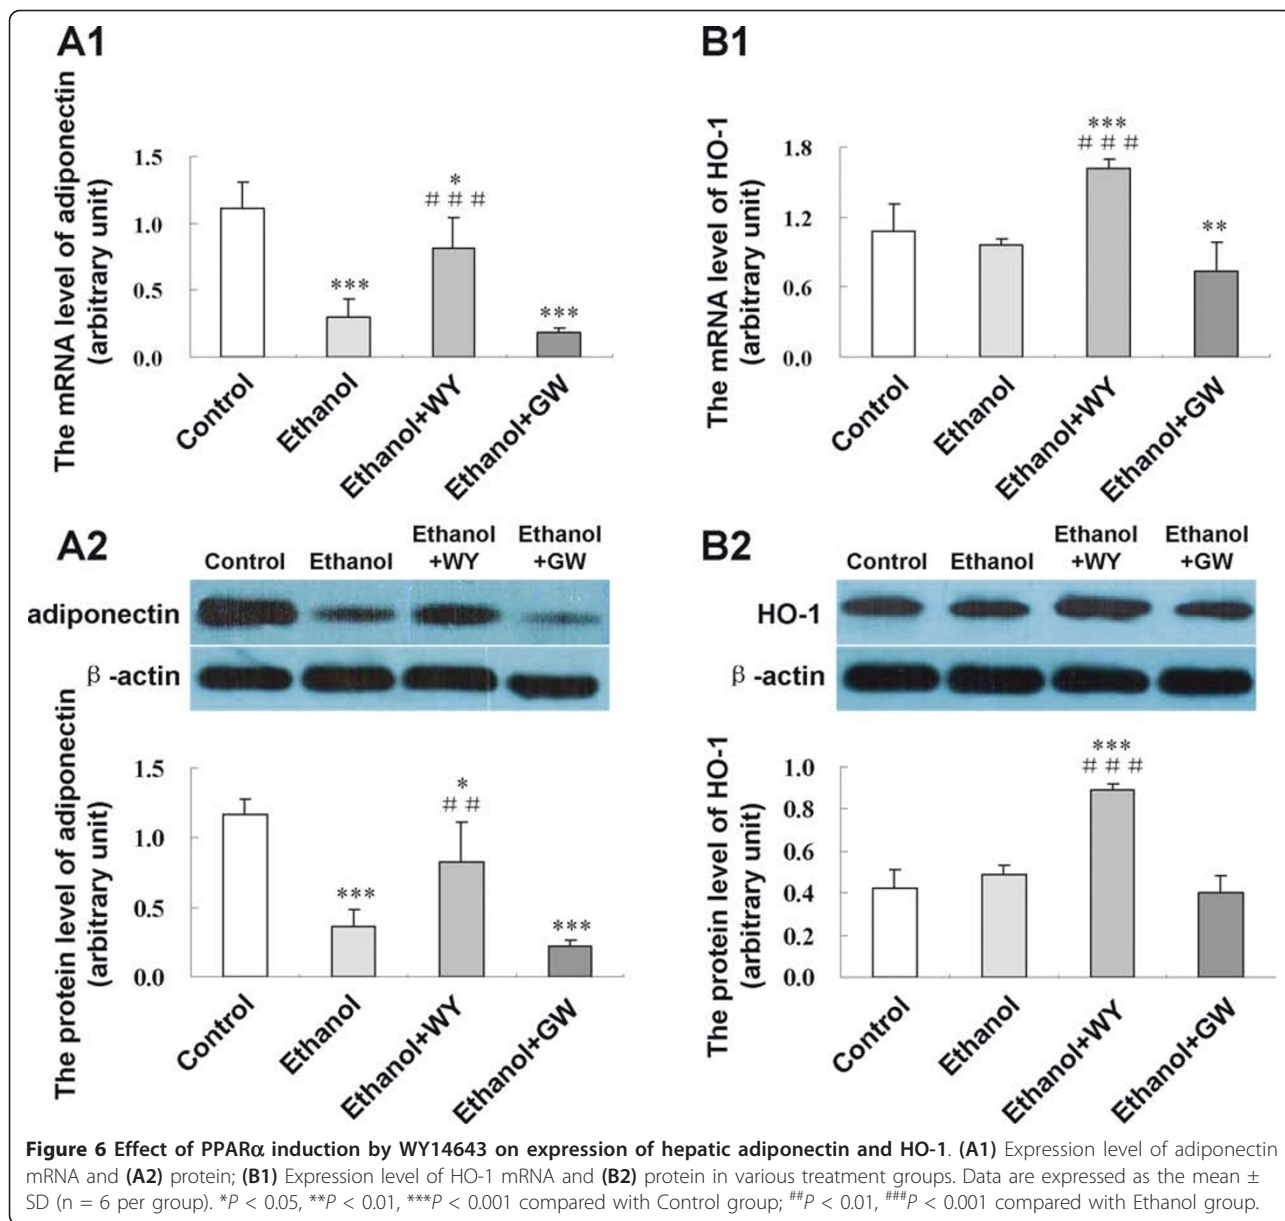 A1
The mRNA level of adiponectin
(arbitrary unit)
1.5
1.0
0.5
0.0
***
*
# # #
***
Control
Ethanol
Ethanol+WY
Ethanol+GW
B1
The mRNA level of HO-1
(arbitrary unit)
1.8
1.2
0.6
0.0
***
# # #
**
Control
Ethanol
Ethanol+WY
Ethanol+GW
A2
Control Ethanol Ethanol +WY Ethanol +GW
adiponectin
β -actin
The protein level of adiponectin
(arbitrary unit)
1.5
1.0
0.5
0.0
***
*
# #
***
Control
Ethanol
Ethanol+WY
Ethanol+GW
B2
Control Ethanol Ethanol +WY Ethanol +GW
HO-1
β -actin
The protein level of HO-1
(arbitrary unit)
1.0
0.8
0.6
0.4
0.2
0.0
***
# # #
Control
Ethanol
Ethanol+WY
Ethanol+GW
Figure 6 Effect of PPARα induction by WY14643 on expression of hepatic adiponectin and HO-1. (A1) Expression level of adiponectin
mRNA and (A2) protein; (B1) Expression level of HO-1 mRNA and (B2) protein in various treatment groups. Data are expressed as the mean ±
SD (n = 6 per group). *P < 0.05, **P < 0.01, ***P < 0.001 compared with Control group; ##P < 0.01, ###P < 0.001 compared with Ethanol group.